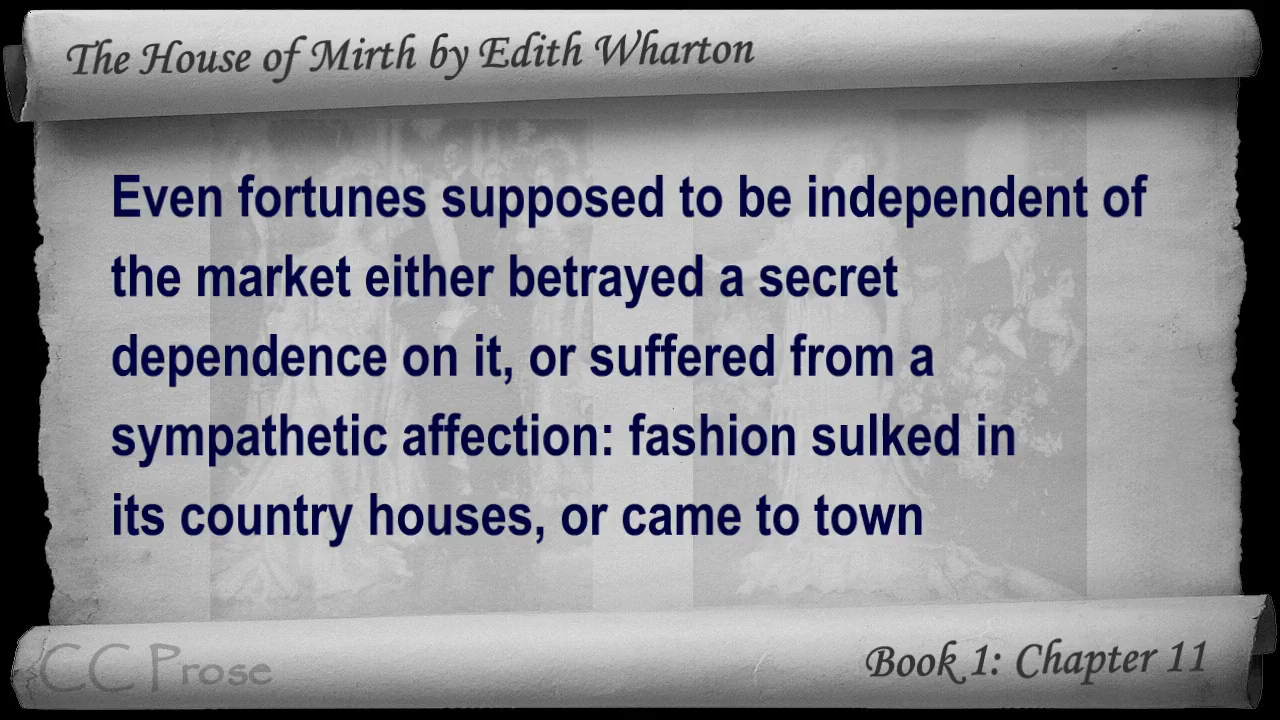 The House of Mirth by Edith Wharton
Even fortunes supposed to be independent of
the market either betrayed a secret
dependence on it, or suffered from a
sympathetic affection: fashion sulked in
its country houses, or came to town
CC Prose
Book 1: Chapter 11